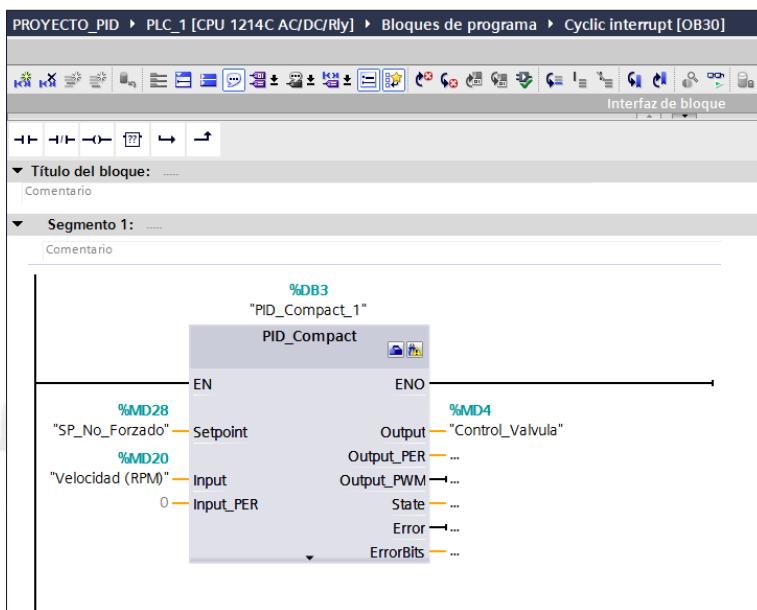 PROYECTO_PID ▸ PLC_1 [CPU 1214C AC/DC/Rly] ▸ Bloques de programa ▸ Cyclic interrupt [OB30]
Interfaz de bloque
??
Título del bloque: .....
Comentario
Segmento 1: .....
Comentario
%DB3
"PID_Compact_1"
PID_Compact
EN ENO
%MD28 %MD4
"SP_No_Forzado" Setpoint Output "Control_Valvula"
%MD20 Output_PER ...
"Velocidad (RPM)" Input Output_PWM ...
0 Input_PER State ...
Error ...
ErrorBits ...